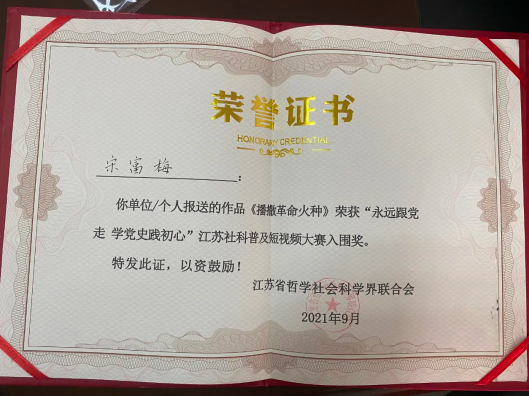 荣誉证书
HONORARY CREDENTIAL
宋富梅:
你单位/个人报送的作品《播撒革命火种》荣获“永远跟党
走 学党史践初心”江苏社科普及短视频大赛入围奖。
特发此证，以资鼓励！
江苏省哲学社会科学界联合会
2021年9月